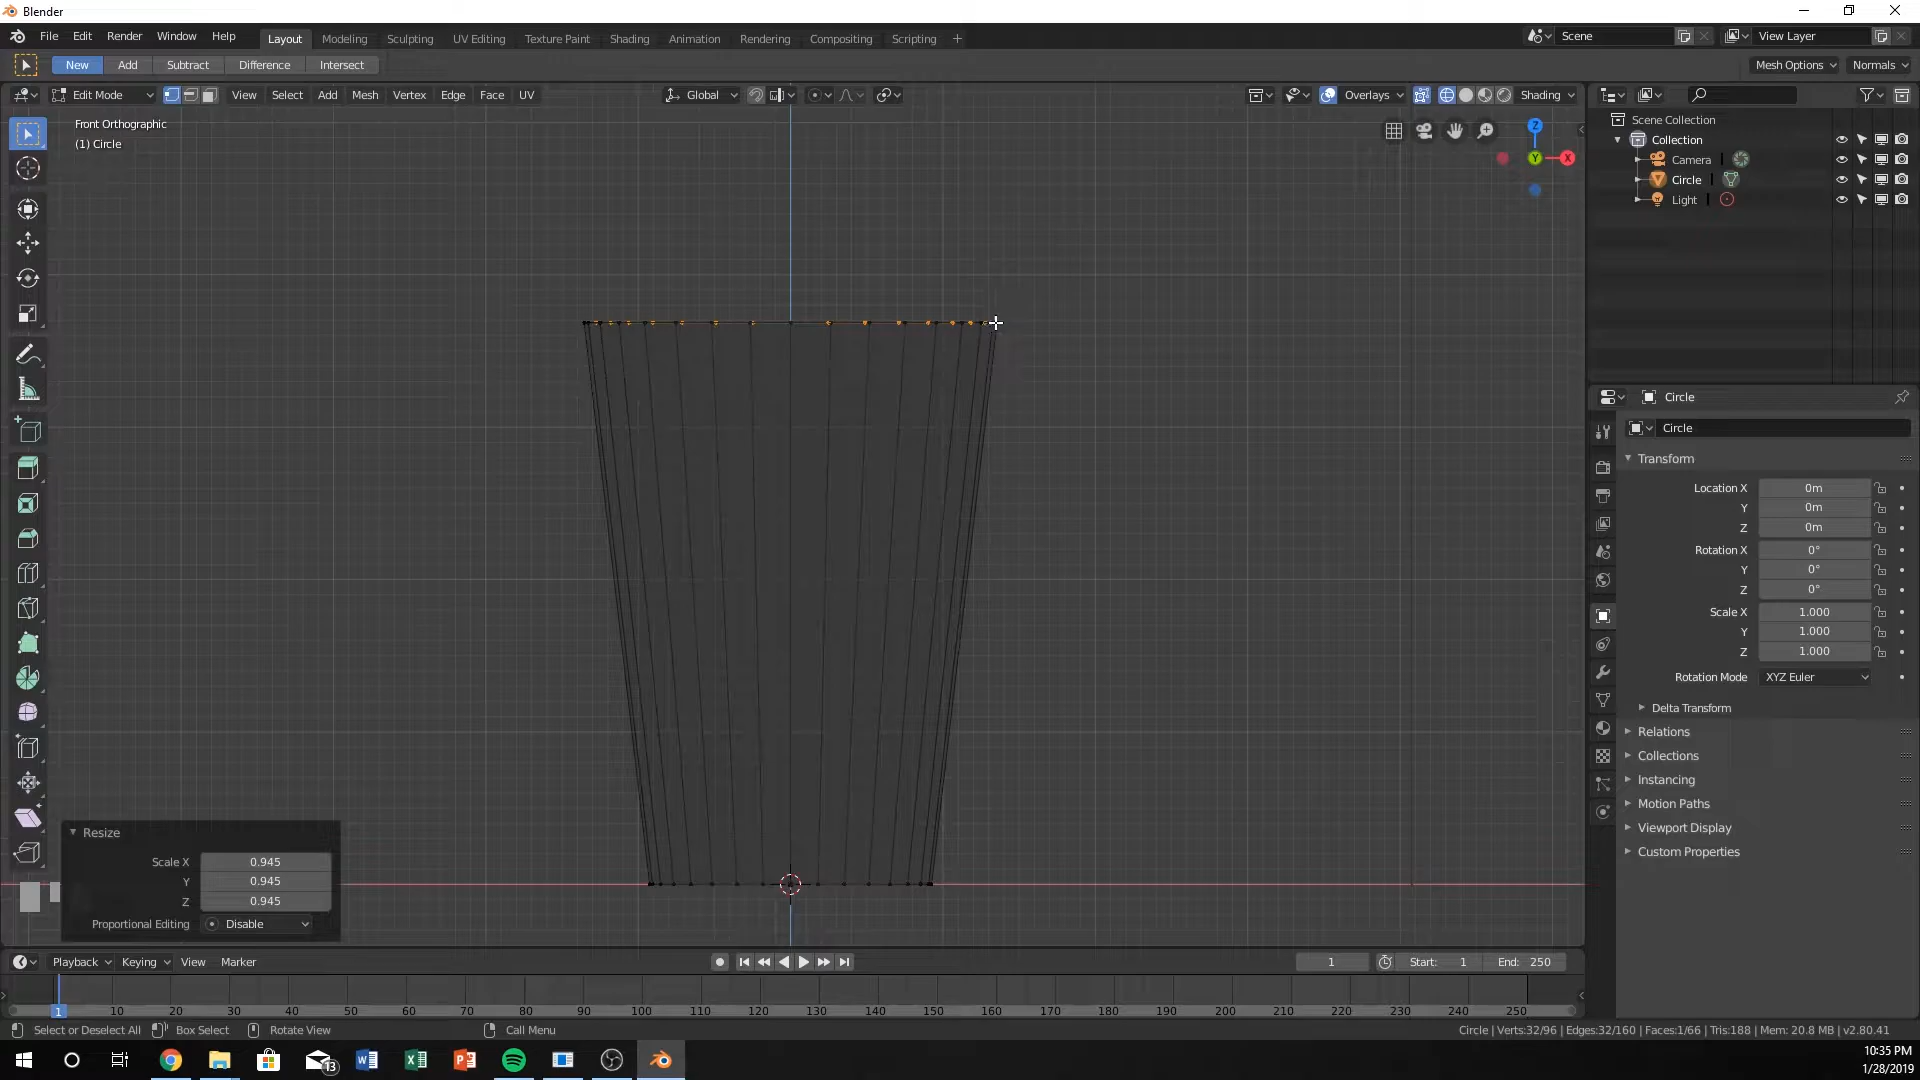 Blender
File Edit Render Window Help
Layout Modeling Sculpting UV Editing Texture Paint Shading Animation Rendering Compositing Scripting +
Scene
View Layer
New Add Subtract Difference Intersect
Mesh Options Normals
Edit Mode
View Select Add Mesh Vertex Edge Face UV
Global
Overlays
Shading
Front Orthographic
(1) Circle
Z
Y
X
Scene Collection
Collection
Camera
Circle
Light
Circle
Circle
Transform
Location X 0m
Y 0m
Z 0m
Rotation X 0°
Y 0°
Z 0°
Scale X 1.000
Y 1.000
Z 1.000
Rotation Mode XYZ Euler
Delta Transform
Relations
Collections
Instancing
Motion Paths
Viewport Display
Custom Properties
Resize
Scale X 0.945
Y 0.945
Z 0.945
Proportional Editing Disable
Playback Keying View Marker
1
Start: 1
End: 250
1 10 20 30 40 50 60 70 80 90 100 110 120 130 140 150 160 170 180 190 200 210 220 230 240 250
Select or Deselect All Box Select Rotate View Call Menu
Circle | Verts:32/96 | Edges:32/160 | Faces:1/66 | Tris:188 | Mem: 20.8 MB | v2.80.41
13
10:35 PM
1/28/2019